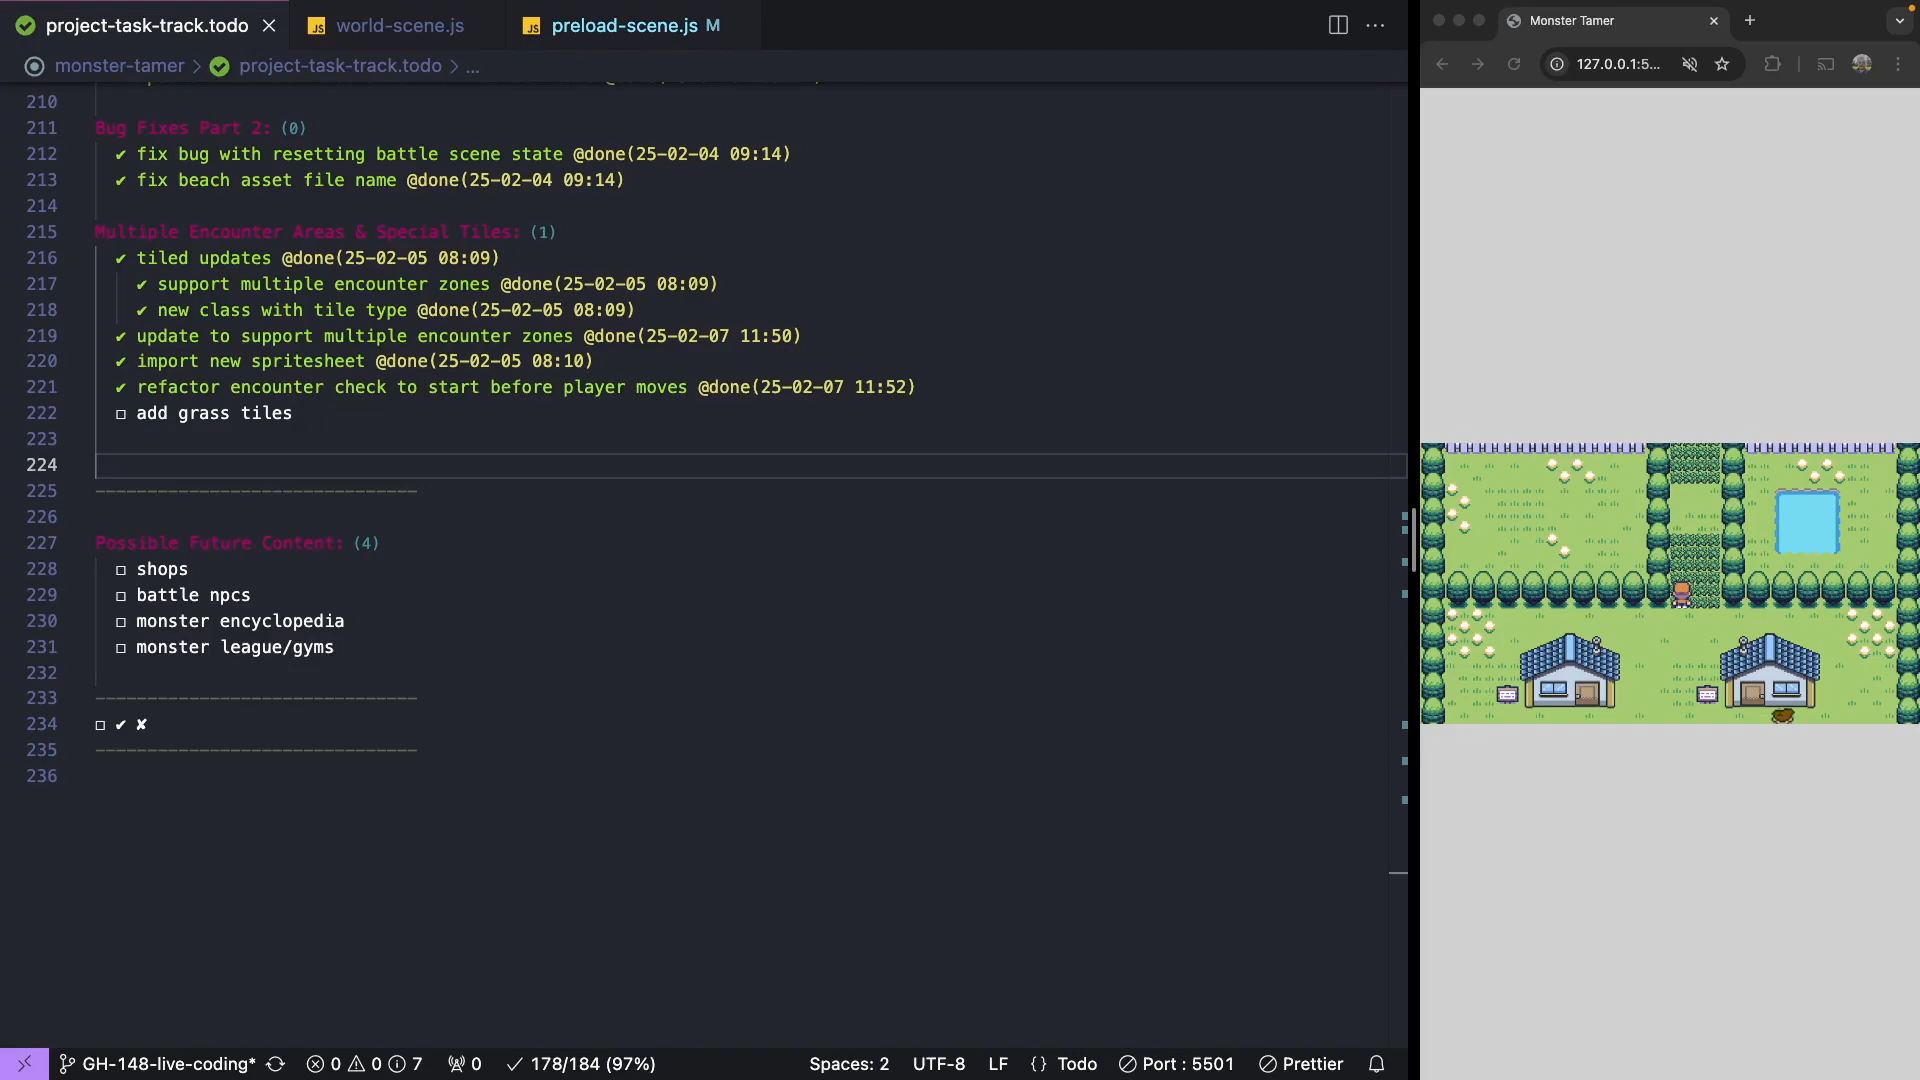 project-task-track.todo
world-scene.js
preload-scene.js M
Monster Tamer
monster-tamer > project-task-track.todo > ...
127.0.0.1:5...
210
211 Bug Fixes Part 2: (0)
212 ✔ fix bug with resetting battle scene state @done(25-02-04 09:14)
213 ✔ fix beach asset file name @done(25-02-04 09:14)
214
215 Multiple Encounter Areas & Special Tiles: (1)
216 ✔ tiled updates @done(25-02-05 08:09)
217 ✔ support multiple encounter zones @done(25-02-05 08:09)
218 ✔ new class with tile type @done(25-02-05 08:09)
219 ✔ update to support multiple encounter zones @done(25-02-07 11:50)
220 ✔ import new spritesheet @done(25-02-05 08:10)
221 ✔ refactor encounter check to start before player moves @done(25-02-07 11:52)
222 ☐ add grass tiles
223
224
225 -------------------------------
226
227 Possible Future Content: (4)
228 ☐ shops
229 ☐ battle npcs
230 ☐ monster encyclopedia
231 ☐ monster league/gyms
232
233 -------------------------------
234 ☐ ✔ ✘
235 -------------------------------
236
GH-148-live-coding* 0 0 7 0 178/184 (97%) Spaces: 2 UTF-8 LF {} Todo Port : 5501 Prettier